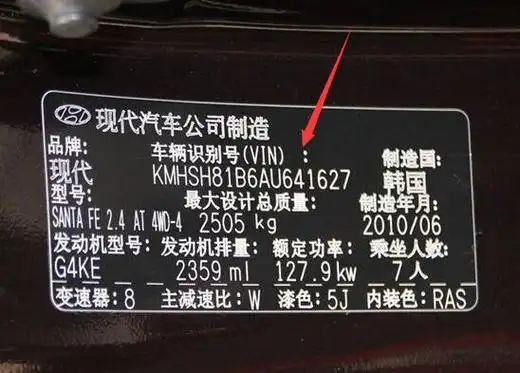 现代汽车公司制造
品牌: 车辆识别号(VIN) : 制造国:
现代 KMHSH81B6AU641627 韩国
型号: 最大设计总质量: 制造年月:
SANTA FE 2.4 AT 4WD-4 2505 kg 2010/06
发动机型号: 发动机排量: 额定功率: 乘坐人数:
G4KE 2359 ml 127.9 kw 7人
变速器: 8 主减速比: W 漆色: 5J 内装色: RAS